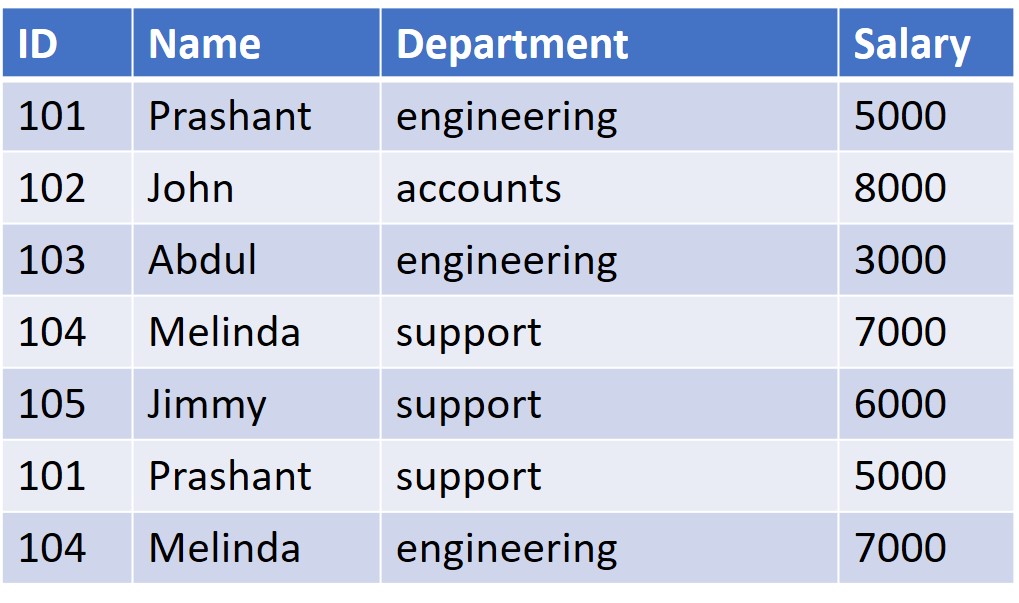 ID Name Department Salary
101 Prashant engineering 5000
102 John accounts 8000
103 Abdul engineering 3000
104 Melinda support 7000
105 Jimmy support 6000
101 Prashant support 5000
104 Melinda engineering 7000